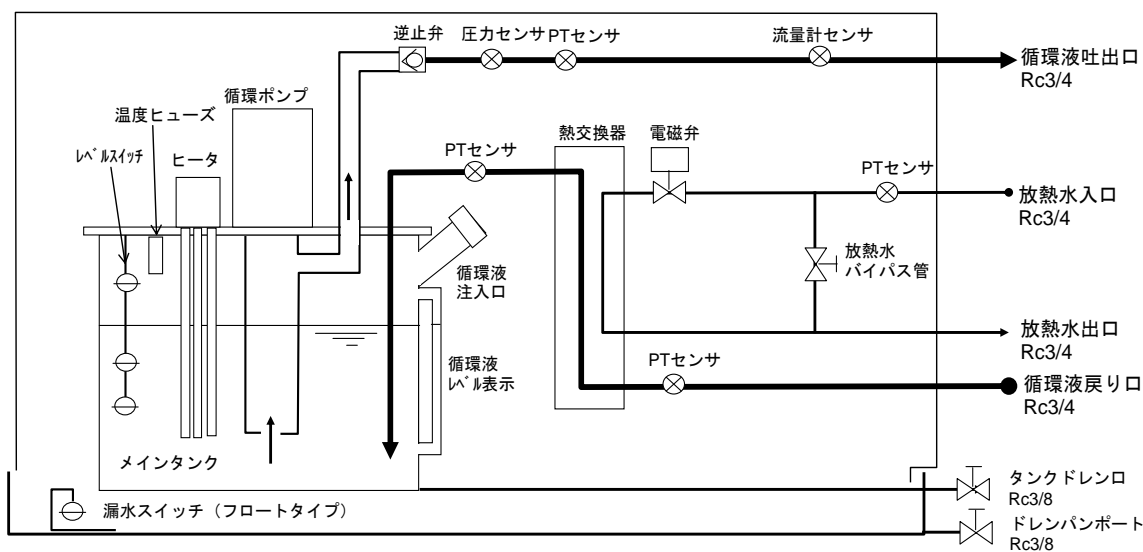 逆止弁
圧力センサ
PTセンサ
流量計センサ
循環液吐出口
Rc3/4
循環ポンプ
温度ヒューズ
ﾚﾍﾞﾙｽｲｯﾁ
ヒータ
PTセンサ
熱交換器
電磁弁
PTセンサ
放熱水入口
Rc3/4
循環液
注入口
放熱水
バイパス管
放熱水出口
Rc3/4
循環液
ﾚﾍﾞﾙ表示
PTセンサ
循環液戻り口
Rc3/4
メインタンク
タンクドレン口
Rc3/8
漏水スイッチ（フロートタイプ）
ドレンパンポート
Rc3/8